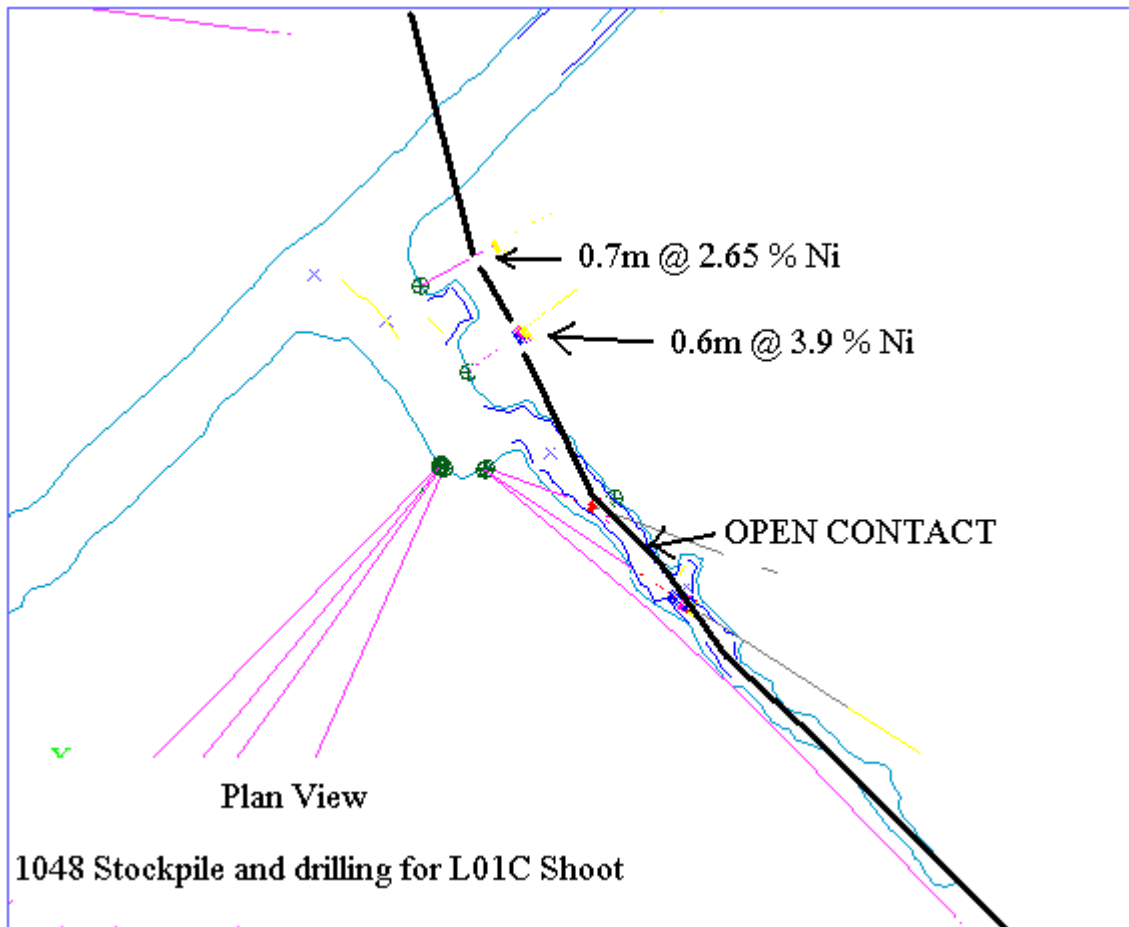 0.7m @ 2.65 % Ni
0.6m @ 3.9 % Ni
OPEN CONTACT
Y
Plan View
1048 Stockpile and drilling for L01C Shoot